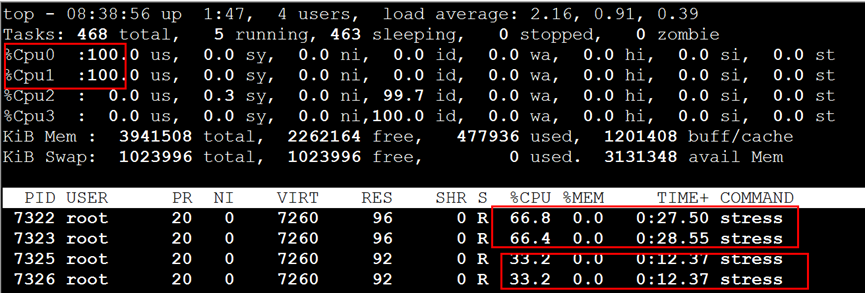 top - 08:38:56 up  1:47,  4 users,  load average: 2.16, 0.91, 0.39
Tasks: 468 total,   5 running, 463 sleeping,   0 stopped,   0 zombie
%Cpu0  :100.0 us,  0.0 sy,  0.0 ni,  0.0 id,  0.0 wa,  0.0 hi,  0.0 si,  0.0 st
%Cpu1  :100.0 us,  0.0 sy,  0.0 ni,  0.0 id,  0.0 wa,  0.0 hi,  0.0 si,  0.0 st
%Cpu2  :  0.0 us,  0.3 sy,  0.0 ni, 99.7 id,  0.0 wa,  0.0 hi,  0.0 si,  0.0 st
%Cpu3  :  0.0 us,  0.0 sy,  0.0 ni,100.0 id,  0.0 wa,  0.0 hi,  0.0 si,  0.0 st
KiB Mem :  3941508 total,  2262164 free,   477936 used,  1201408 buff/cache
KiB Swap:  1023996 total,  1023996 free,        0 used.  3131348 avail Mem
PID USER      PR  NI    VIRT    RES    SHR S  %CPU %MEM     TIME+ COMMAND
7322 root      20   0    7260     96      0 R  66.8  0.0   0:27.50 stress
7323 root      20   0    7260     96      0 R  66.4  0.0   0:28.55 stress
7325 root      20   0    7260     92      0 R  33.2  0.0   0:12.37 stress
7326 root      20   0    7260     92      0 R  33.2  0.0   0:12.37 stress